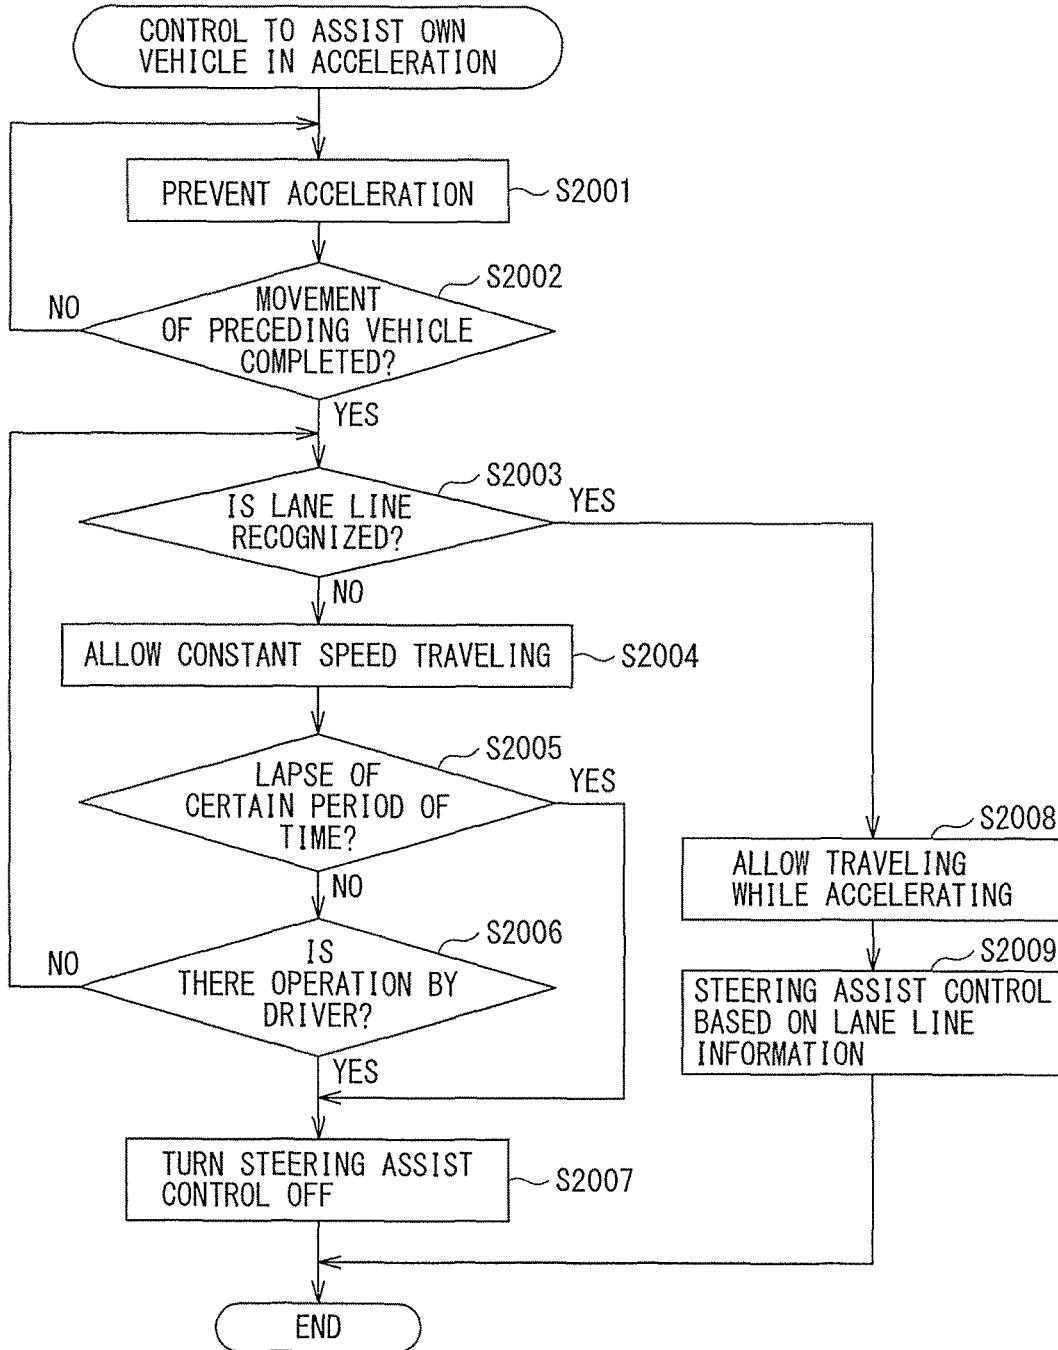 CONTROL TO ASSIST OWN
VEHICLE IN ACCELERATION
PREVENT ACCELERATION
S2001
S2002
NO
MOVEMENT
OF PRECEDING VEHICLE
COMPLETED?
YES
S2003
IS LANE LINE
RECOGNIZED?
YES
NO
ALLOW CONSTANT SPEED TRAVELING
S2004
S2005
LAPSE OF
CERTAIN PERIOD OF
TIME?
YES
NO
S2006
NO
IS
THERE OPERATION BY
DRIVER?
YES
TURN STEERING ASSIST
CONTROL OFF
S2007
S2008
ALLOW TRAVELING
WHILE ACCELERATING
S2009
STEERING ASSIST CONTROL
BASED ON LANE LINE
INFORMATION
END